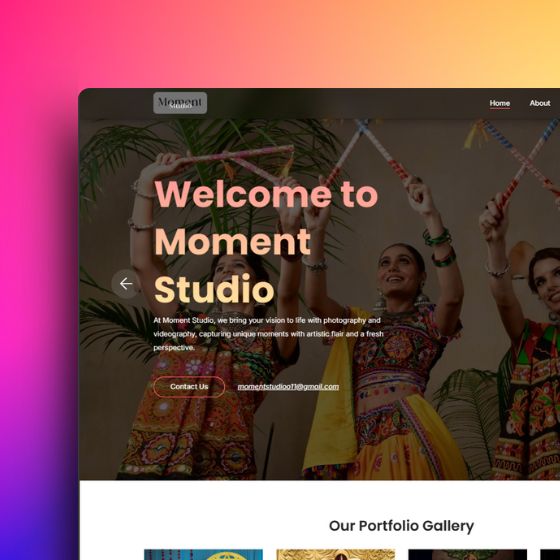 Moment
Studio
Home About
Welcome to
Moment
Studio
At Moment Studio, we bring your vision to life with photography and
videography, capturing unique moments with artistic flair and a fresh
perspective.
Contact Us momentstudioo11@gmail.com
Our Portfolio Gallery